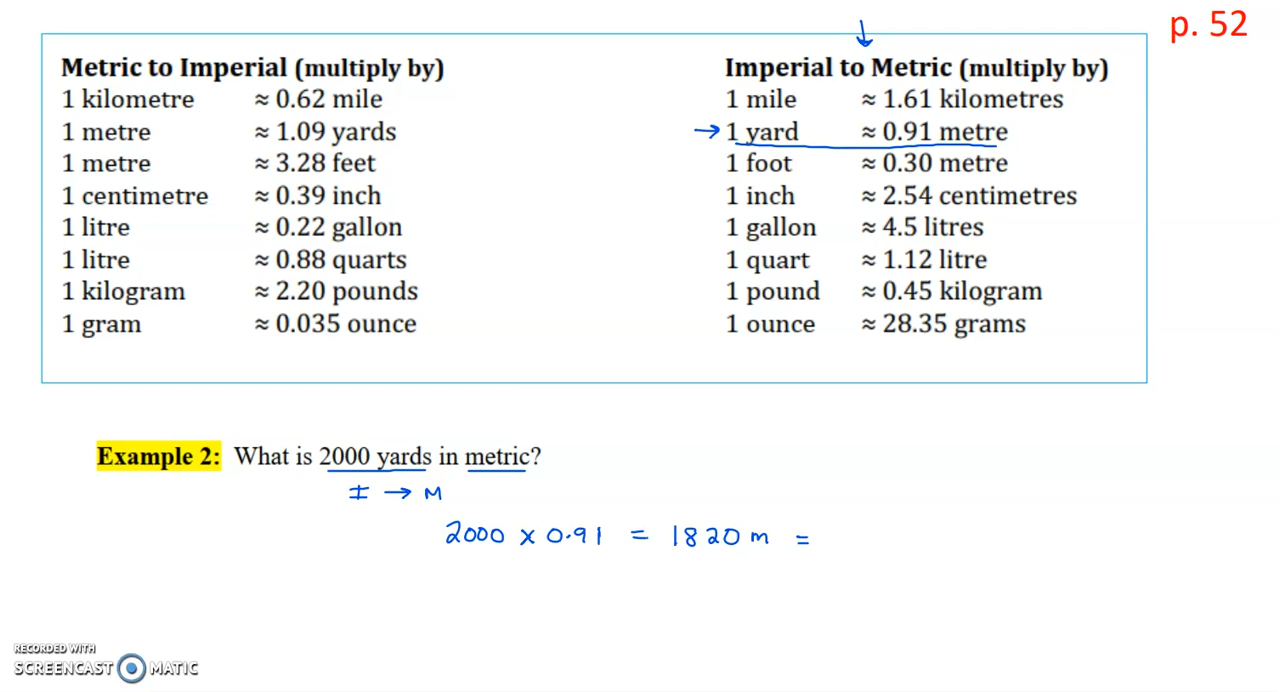 p. 52
Metric to Imperial (multiply by)
1 kilometre ≈ 0.62 mile
1 metre ≈ 1.09 yards
1 metre ≈ 3.28 feet
1 centimetre ≈ 0.39 inch
1 litre ≈ 0.22 gallon
1 litre ≈ 0.88 quarts
1 kilogram ≈ 2.20 pounds
1 gram ≈ 0.035 ounce
↓
Imperial to Metric (multiply by)
1 mile ≈ 1.61 kilometres
→ 1 yard ≈ 0.91 metre
1 foot ≈ 0.30 metre
1 inch ≈ 2.54 centimetres
1 gallon ≈ 4.5 litres
1 quart ≈ 1.12 litre
1 pound ≈ 0.45 kilogram
1 ounce ≈ 28.35 grams
Example 2: What is 2000 yards in metric?
I → M
2000 × 0.91 = 1820 m =
RECORDED WITH
SCREENCAST MATIC